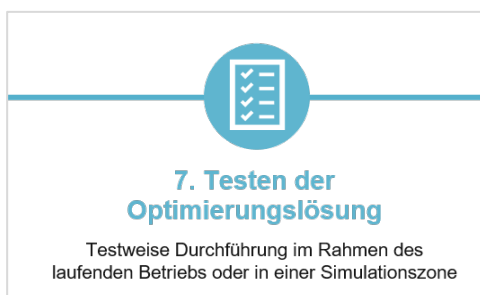 7. Testen der
Optimierungslösung
Testweise Durchführung im Rahmen des
laufenden Betriebs oder in einer Simulationszone